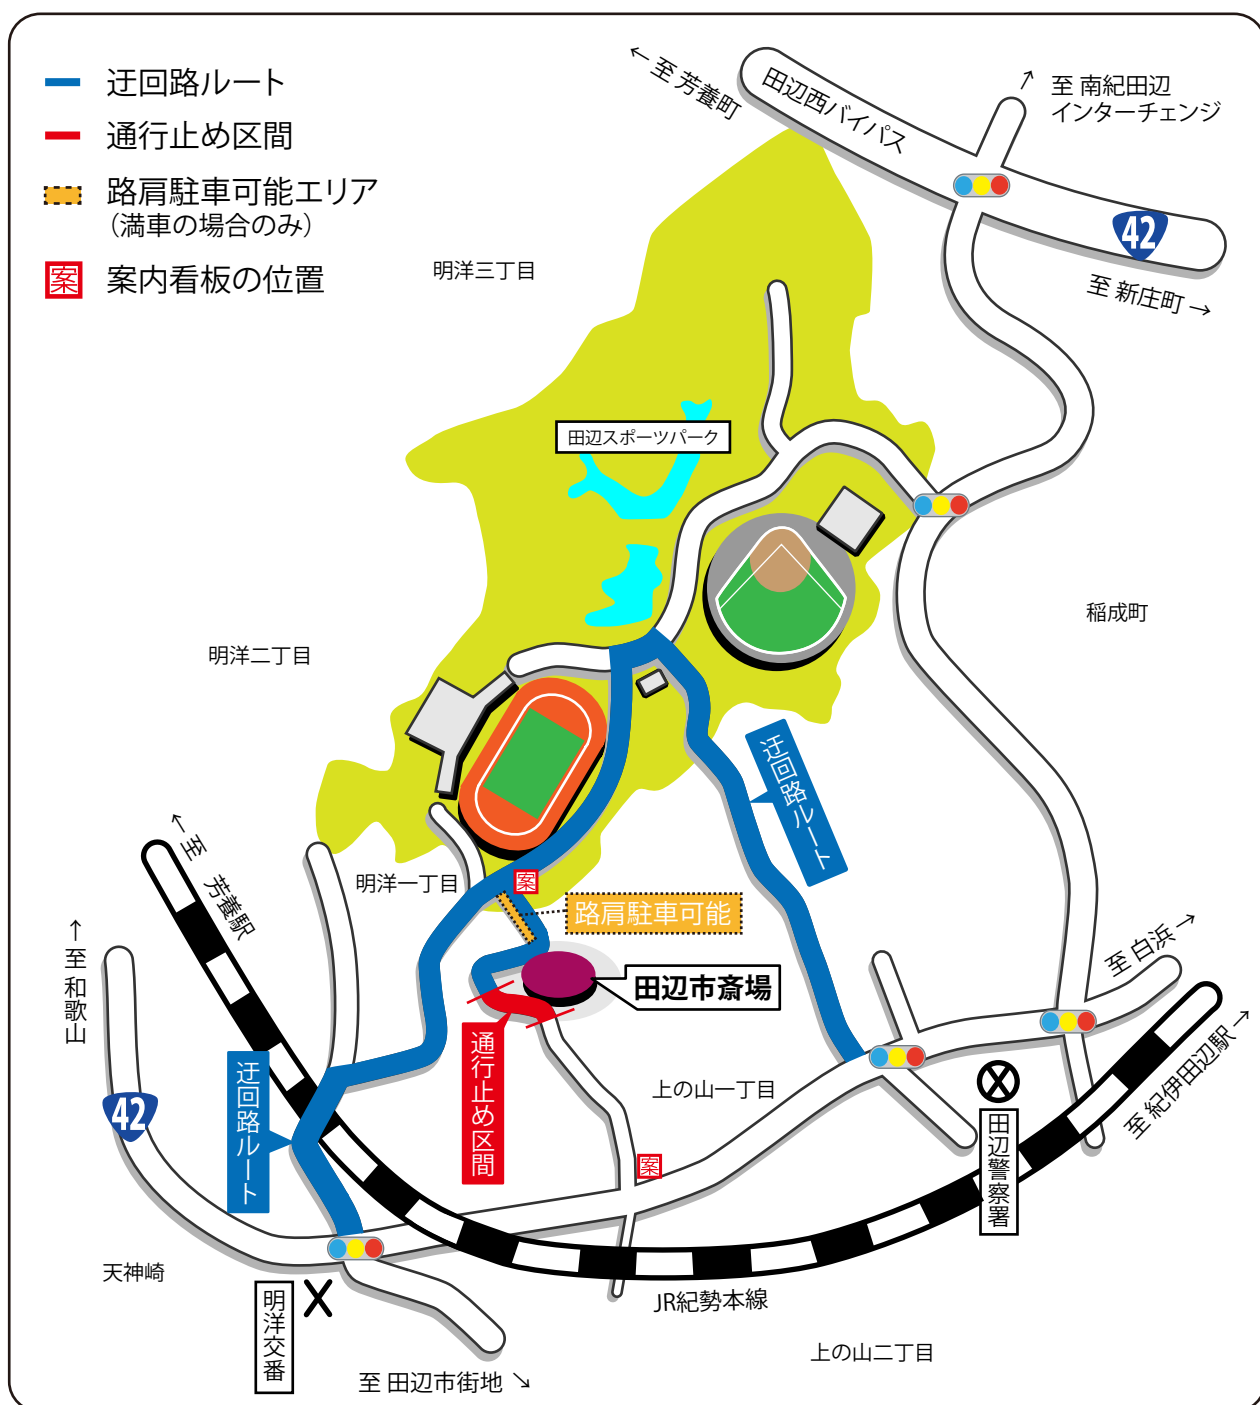 迂回路ルート
通行止め区間
路肩駐車可能エリア
(満車の場合のみ)
案
案内看板の位置
← 至 芳養町
田辺西バイパス
↑ 至 南紀田辺
インターチェンジ
42
至 新庄町 →
明洋三丁目
田辺スポーツパーク
稲成町
明洋二丁目
迂回路ルート
← 至 芳養駅
明洋一丁目
案
路肩駐車可能
田辺市斎場
← 至 和歌山
至 白浜 →
通行止め区間
迂回路ルート
42
上の山一丁目
至 紀伊田辺駅 →
田辺警察署
案
天神崎
明洋交番
JR紀勢本線
上の山二丁目
至 田辺市街地 ↘